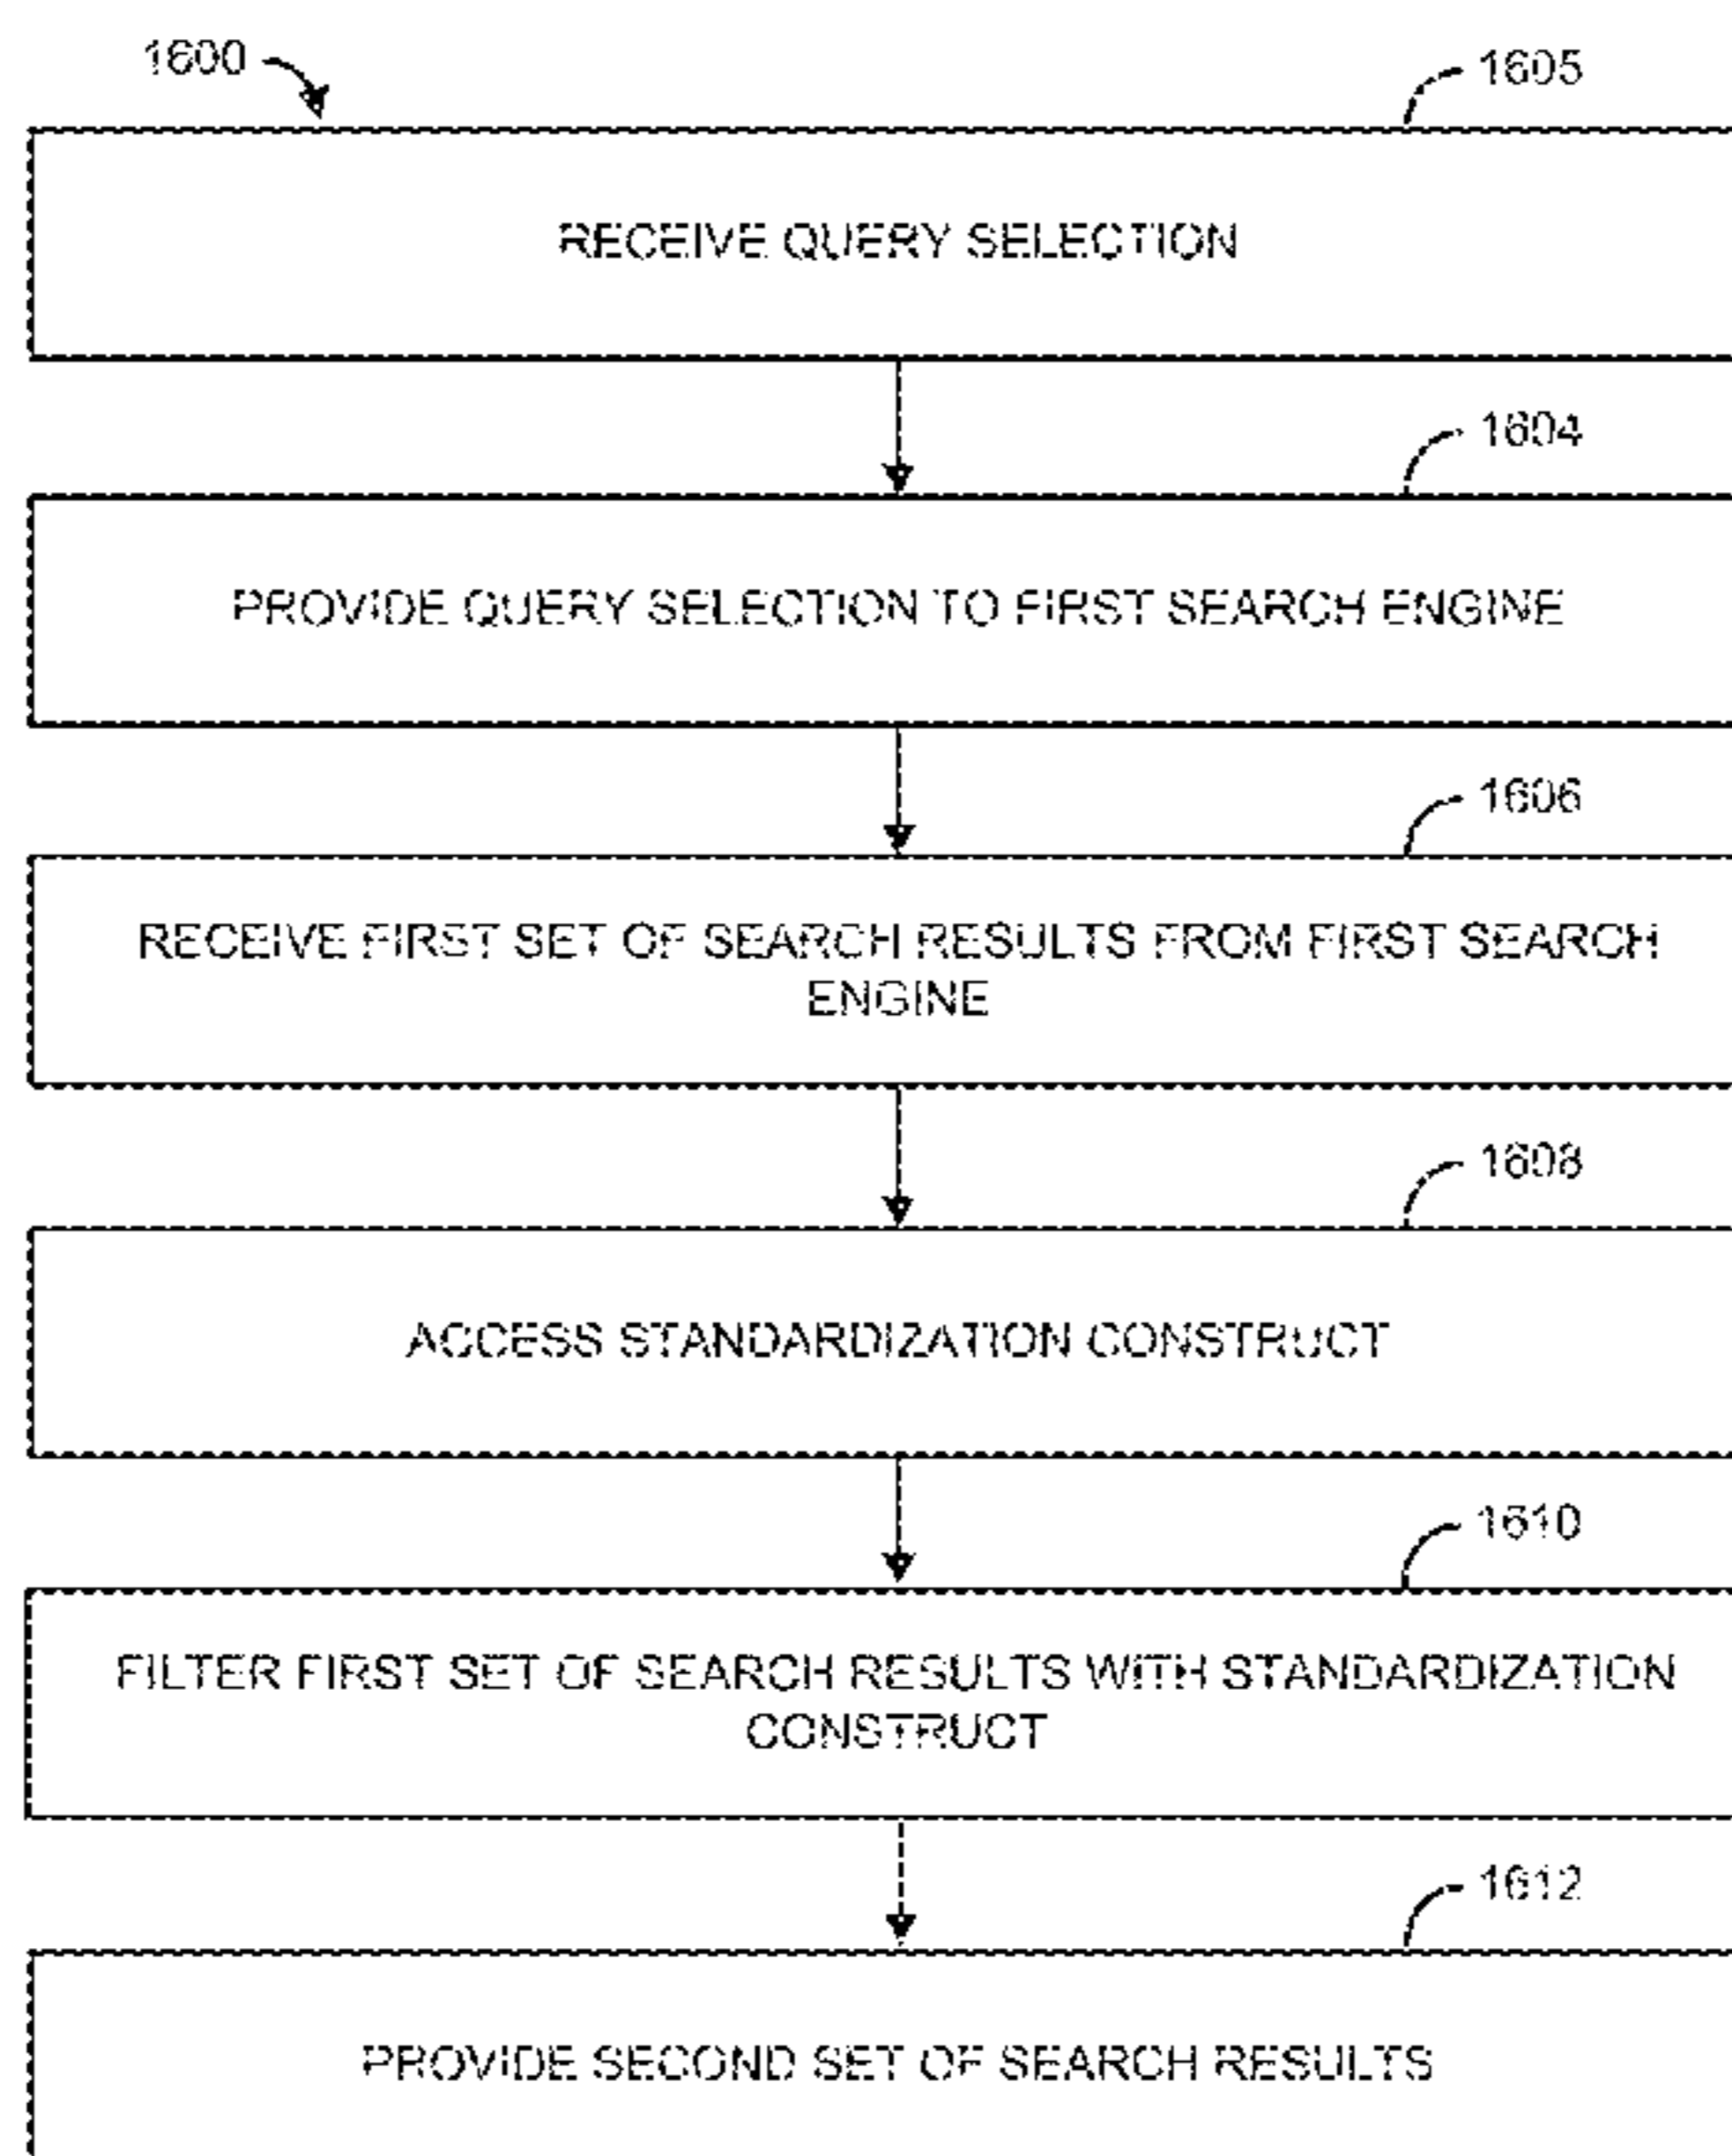 1600
1605
RECEIVE QUERY SELECTION
1604
PROVIDE QUERY SELECTION TO FIRST SEARCH ENGINE
1606
RECEIVE FIRST SET OF SEARCH RESULTS FROM FIRST SEARCH
ENGINE
1608
ACCESS STANDARDIZATION CONSTRUCT
1610
FILTER FIRST SET OF SEARCH RESULTS WITH STANDARDIZATION
CONSTRUCT
1612
PROVIDE SECOND SET OF SEARCH RESULTS